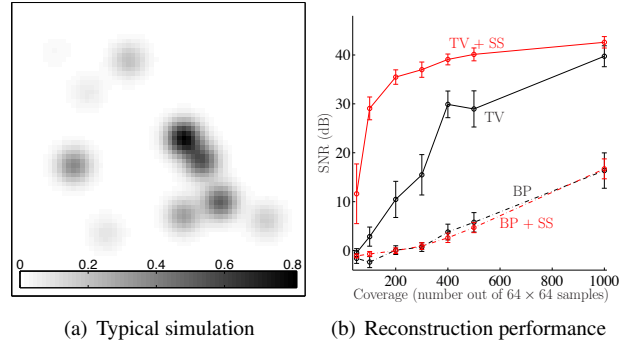 0 0.2 0.4 0.6 0.8
(a) Typical simulation
SNR (dB)
40
30
20
10
0
TV + SS
TV
BP
BP + SS
200 400 600 800 1000
Coverage (number out of 64 × 64 samples)
(b) Reconstruction performance